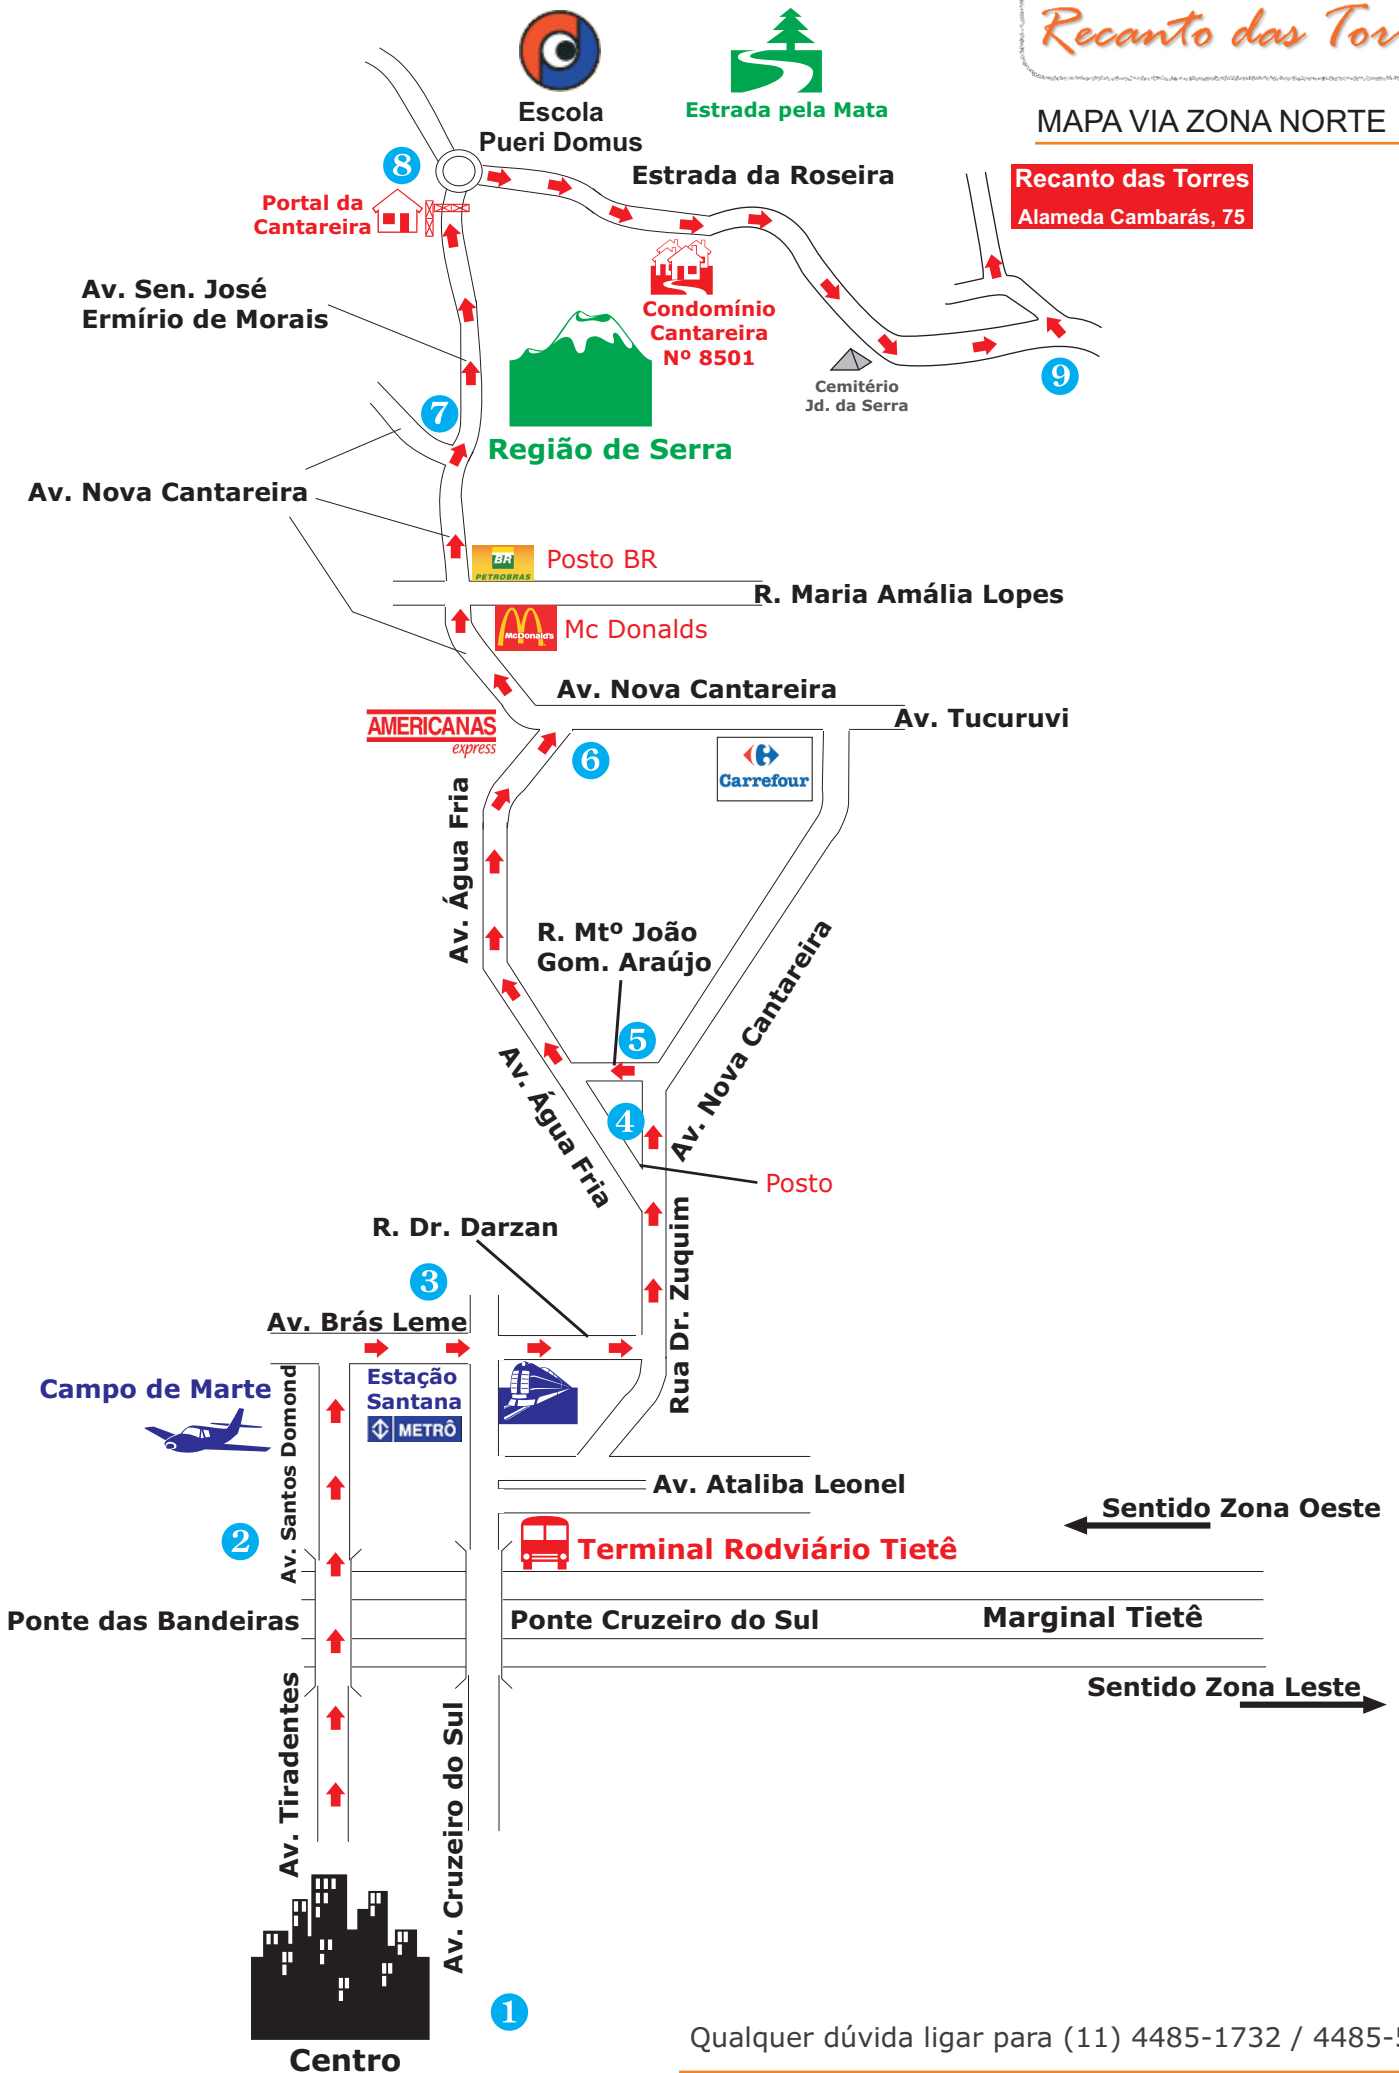 Recanto das Tor
MAPA VIA ZONA NORTE
Escola
Pueri Domus
Estrada pela Mata
8
Estrada da Roseira
Recanto das Torres
Alameda Cambarás, 75
Portal da
Cantareira
Av. Sen. José
Ermírio de Morais
Condomínio
Cantareira
Nº 8501
Cemitério
Jd. da Serra
9
7
Região de Serra
Av. Nova Cantareira
BR
PETROBRAS
Posto BR
R. Maria Amália Lopes
McDonald's
Mc Donalds
Av. Nova Cantareira
Av. Tucuruvi
AMERICANAS
express
6
Carrefour
Av. Água Fria
R. Mtº João
Gom. Araújo
5
Av. Nova Cantareira
Av. Água Fria
4
Posto
R. Dr. Darzan
Rua Dr. Zuquim
3
Av. Brás Leme
Estação
Santana
METRÔ
Campo de Marte
Av. Santos Domond
Av. Ataliba Leonel
2
Sentido Zona Oeste
Terminal Rodviário Tietê
Ponte das Bandeiras
Ponte Cruzeiro do Sul
Marginal Tietê
Sentido Zona Leste
Av. Tiradentes
Av. Cruzeiro do Sul
1
Centro
Qualquer dúvida ligar para (11) 4485-1732 / 4485-5